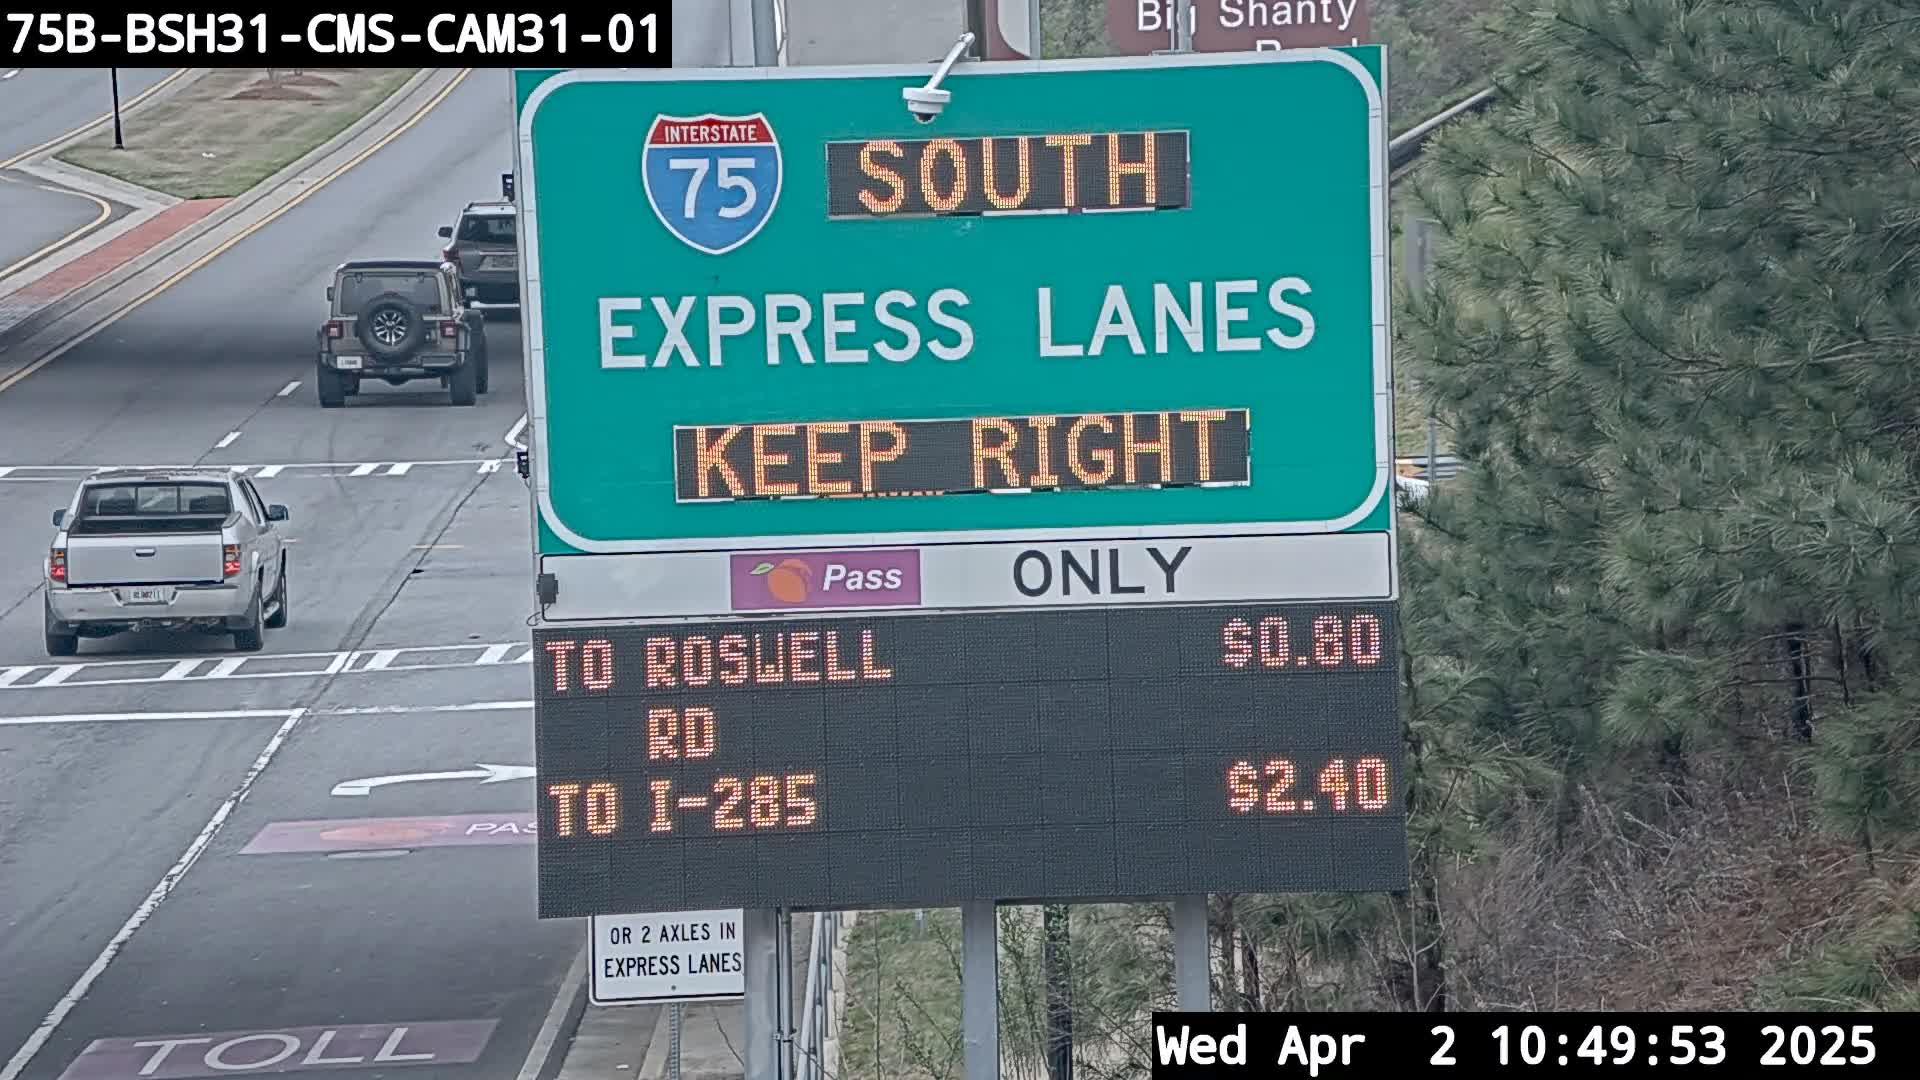 75B-BSH31-CMS-CAM31-01
Big Shanty
INTERSTATE
75
SOUTH
EXPRESS LANES
KEEP RIGHT
Pass ONLY
TO ROSWELL $0.80
RD
TO I-285 $2.40
PAS
OR 2 AXLES IN
EXPRESS LANES
TOLL
Wed Apr 2 10:49:53 2025